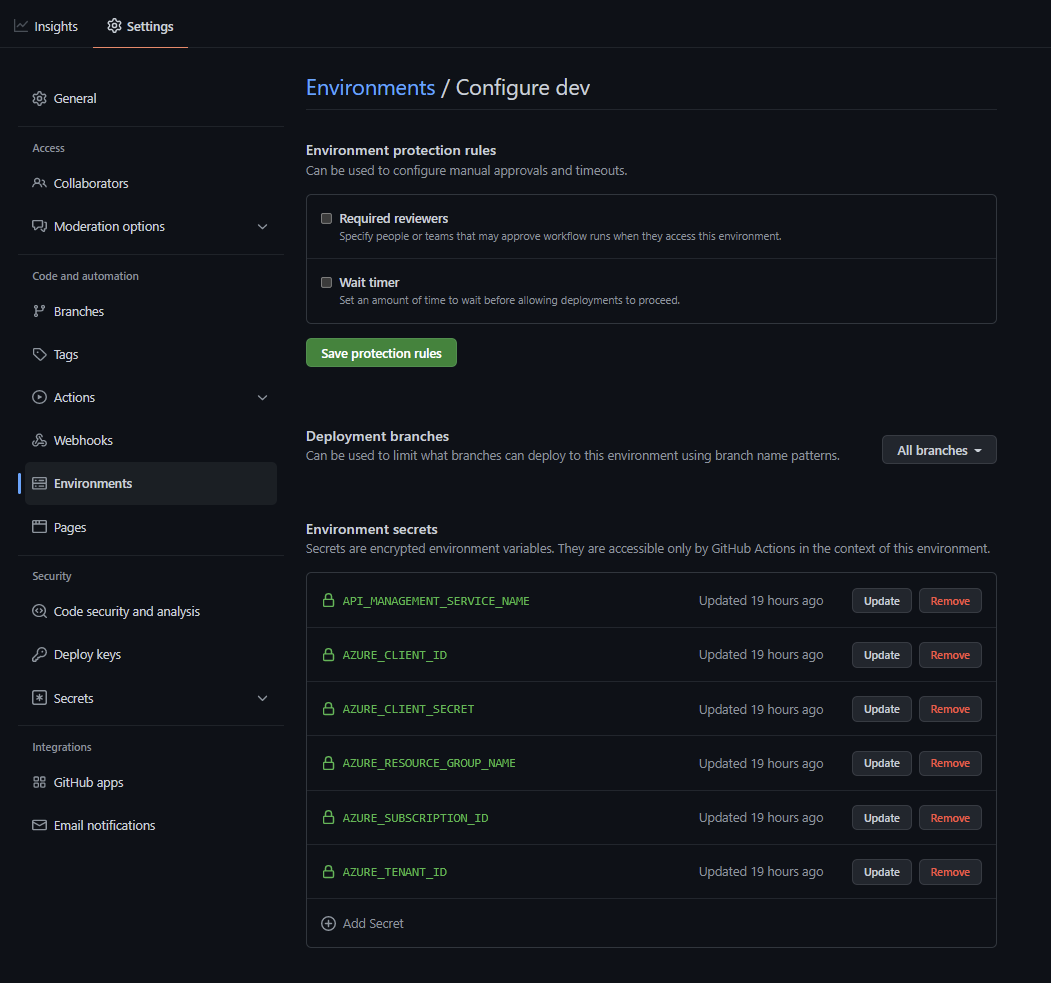 Insights
Settings
General
Access
Collaborators
Moderation options
Code and automation
Branches
Tags
Actions
Webhooks
Environments
Pages
Security
Code security and analysis
Deploy keys
Secrets
Integrations
GitHub apps
Email notifications
Environments / Configure dev
Environment protection rules
Can be used to configure manual approvals and timeouts.
Required reviewers
Specify people or teams that may approve workflow runs when they access this environment.
Wait timer
Set an amount of time to wait before allowing deployments to proceed.
Save protection rules
Deployment branches
Can be used to limit what branches can deploy to this environment using branch name patterns.
All branches
Environment secrets
Secrets are encrypted environment variables. They are accessible only by GitHub Actions in the context of this environment.
API_MANAGEMENT_SERVICE_NAME Updated 19 hours ago Update Remove
AZURE_CLIENT_ID Updated 19 hours ago Update Remove
AZURE_CLIENT_SECRET Updated 19 hours ago Update Remove
AZURE_RESOURCE_GROUP_NAME Updated 19 hours ago Update Remove
AZURE_SUBSCRIPTION_ID Updated 19 hours ago Update Remove
AZURE_TENANT_ID Updated 19 hours ago Update Remove
Add Secret